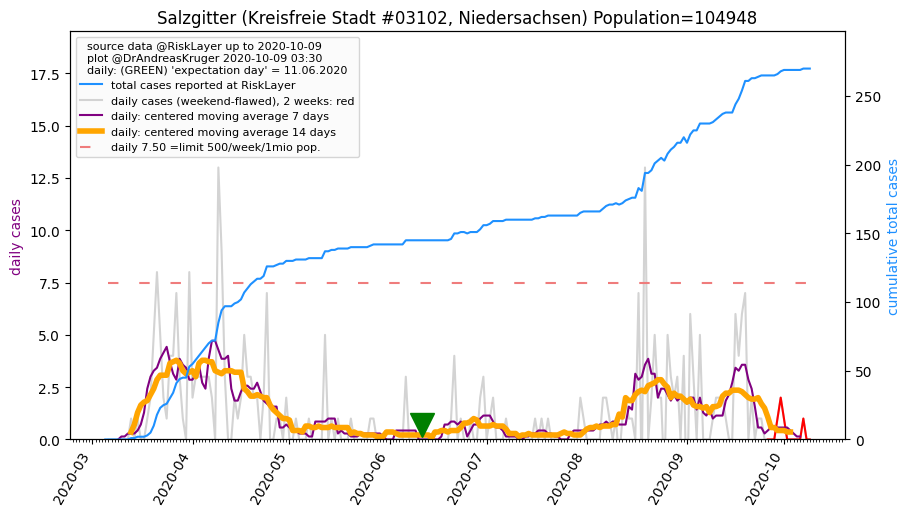 Salzgitter (Kreisfreie Stadt #03102, Niedersachsen) Population=104948
source data @RiskLayer up to 2020-10-09
plot @DrAndreasKruger 2020-10-09 03:30
daily: (GREEN) 'expectation day' = 11.06.2020
total cases reported at RiskLayer
daily cases (weekend-flawed), 2 weeks: red
daily: centered moving average 7 days
daily: centered moving average 14 days
daily 7.50 =limit 500/week/1mio pop.
daily cases
17.5
15.0
12.5
10.0
7.5
5.0
2.5
0.0
cumulative total cases
250
200
150
100
50
0
2020-03
2020-04
2020-05
2020-06
2020-07
2020-08
2020-09
2020-10